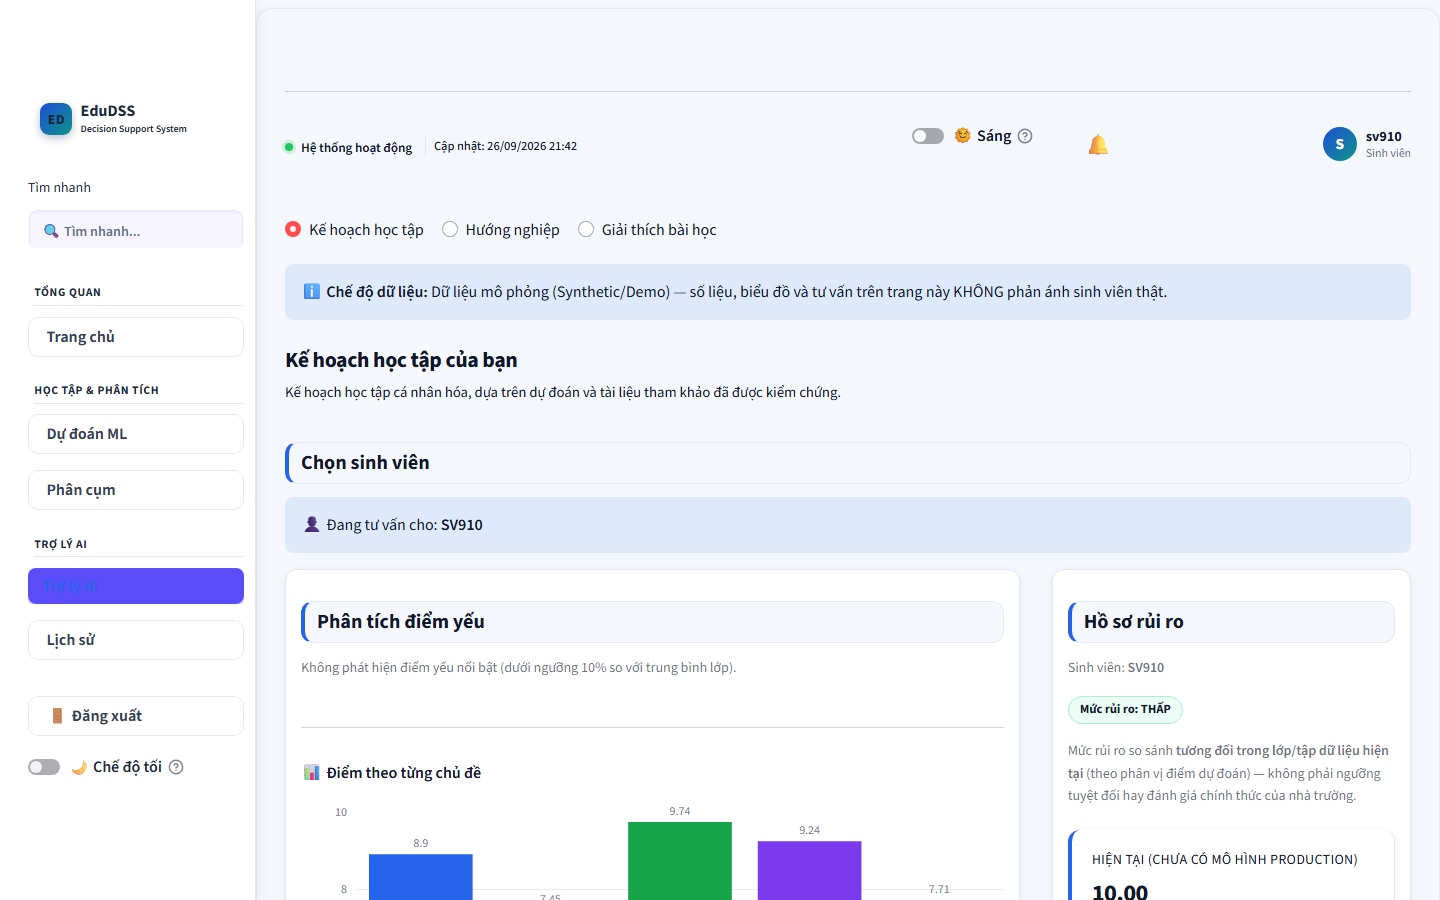 ED
EduDSS
Decision Support System
Tìm nhanh
Tìm nhanh...
TỔNG QUAN
Trang chủ
HỌC TẬP & PHÂN TÍCH
Dự đoán ML
Phân cụm
TRỢ LÝ AI
Trợ lý AI
Lịch sử
Đăng xuất
Chế độ tối
Hệ thống hoạt động
Cập nhật: 26/09/2026 21:42
Sáng
S
sv910
Sinh viên
Kế hoạch học tập
Hướng nghiệp
Giải thích bài học
Chế độ dữ liệu: Dữ liệu mô phỏng (Synthetic/Demo) — số liệu, biểu đồ và tư vấn trên trang này KHÔNG phản ánh sinh viên thật.
Kế hoạch học tập của bạn
Kế hoạch học tập cá nhân hóa, dựa trên dự đoán và tài liệu tham khảo đã được kiểm chứng.
Chọn sinh viên
Đang tư vấn cho: SV910
Phân tích điểm yếu
Không phát hiện điểm yếu nổi bật (dưới ngưỡng 10% so với trung bình lớp).
Điểm theo từng chủ đề
10
8
8.9
7.45
9.74
9.24
7.71
Hồ sơ rủi ro
Sinh viên: SV910
Mức rủi ro: THẤP
Mức rủi ro so sánh tương đối trong lớp/tập dữ liệu hiện
tại (theo phân vị điểm dự đoán) — không phải ngưỡng
tuyệt đối hay đánh giá chính thức của nhà trường.
HIỆN TẠI (CHƯA CÓ MÔ HÌNH PRODUCTION)
10.00